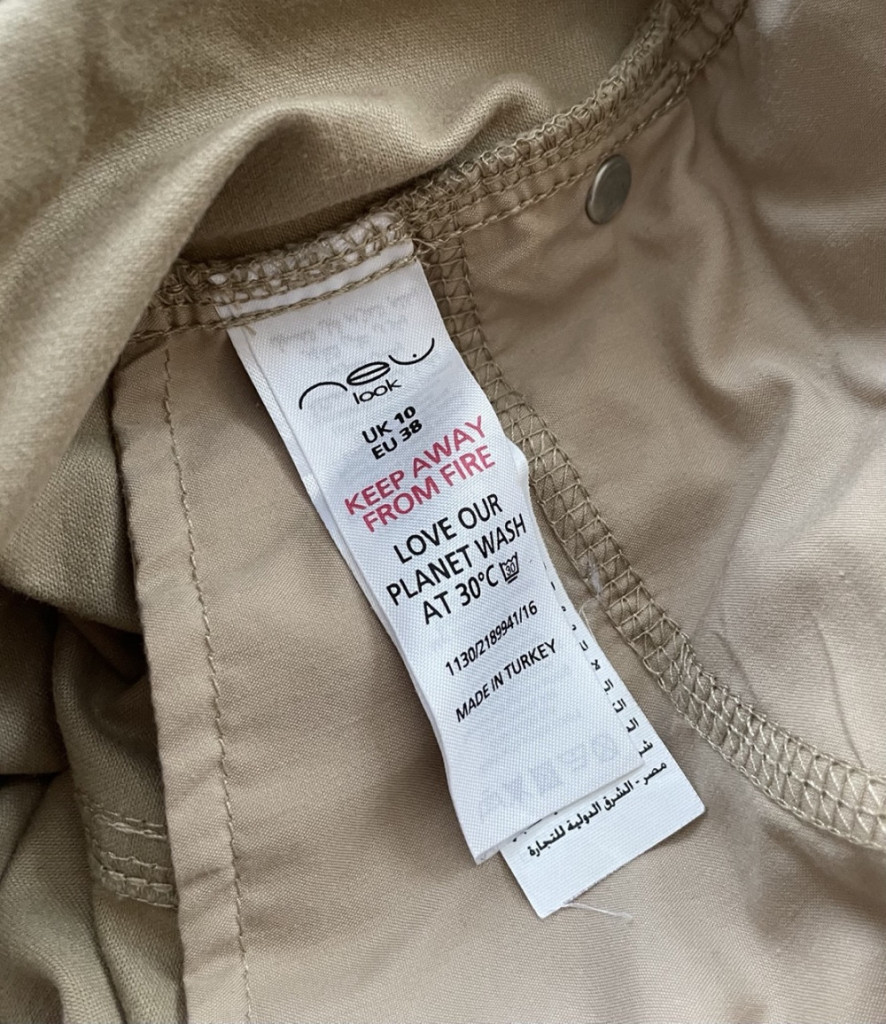 new
look
UK 10
EU 38
KEEP AWAY
FROM FIRE
LOVE OUR
PLANET WASH
AT 30°C 30
1130/2189941/16
MADE IN TURKEY
مصر - الشرق الدولية للتجارة